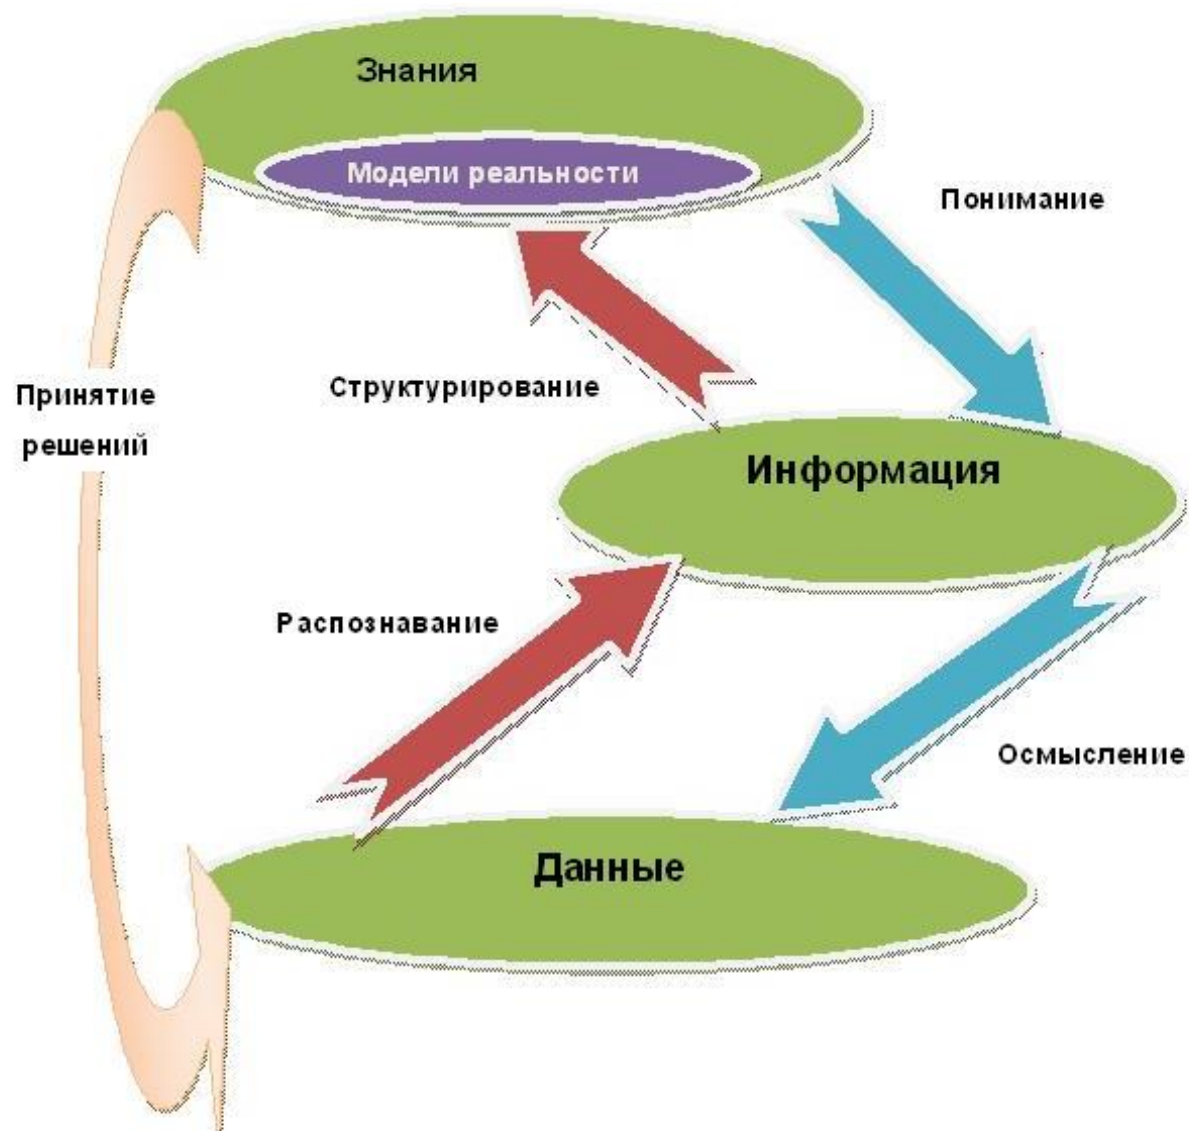 Знания
Модели реальности
Понимание
Принятие
решений
Структурирование
Информация
Распознавание
Осмысление
Данные